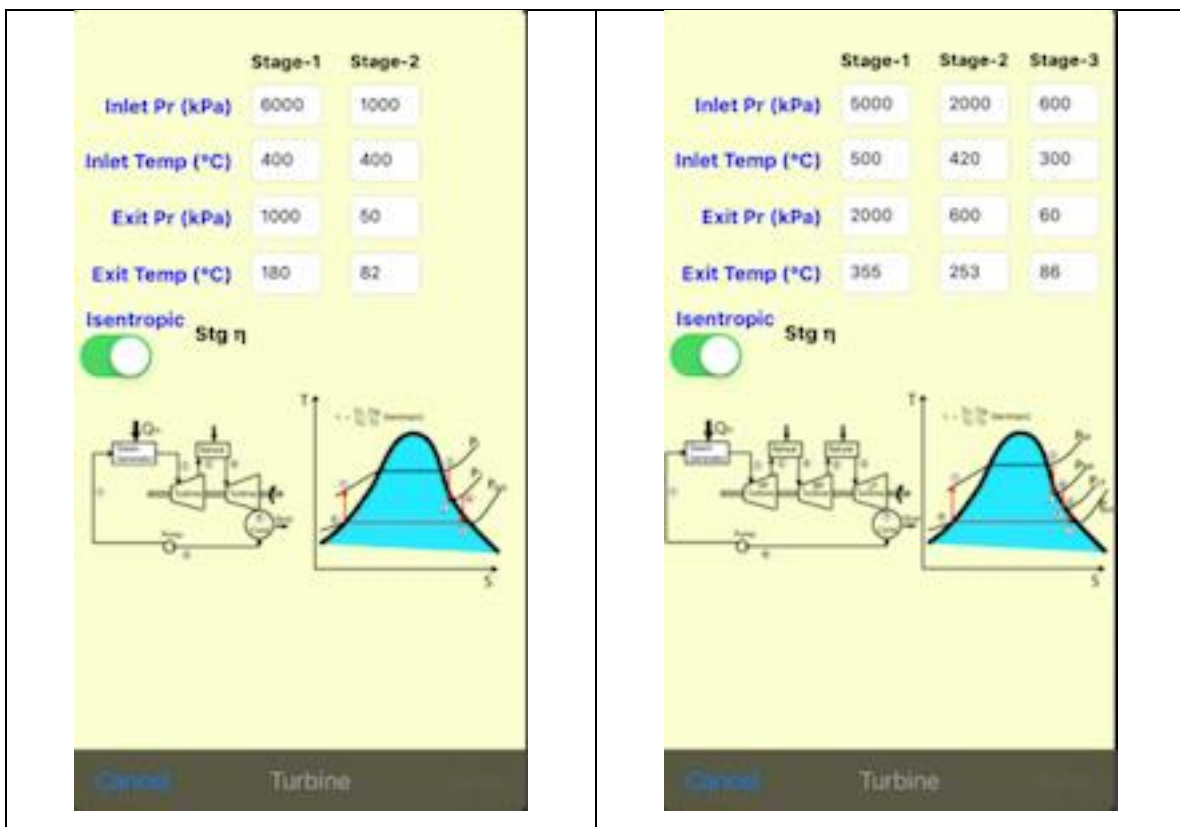 Stage-1 Stage-2
Inlet Pr (kPa) 6000 1000
Inlet Temp (°C) 400 400
Exit Pr (kPa) 1000 50
Exit Temp (°C) 180 82
Isentropic
Stg η
T
S
Cancel Turbine
Stage-1 Stage-2 Stage-3
Inlet Pr (kPa) 5000 2000 600
Inlet Temp (°C) 500 420 300
Exit Pr (kPa) 2000 600 60
Exit Temp (°C) 355 253 86
Isentropic
Stg η
T
S
Cancel Turbine